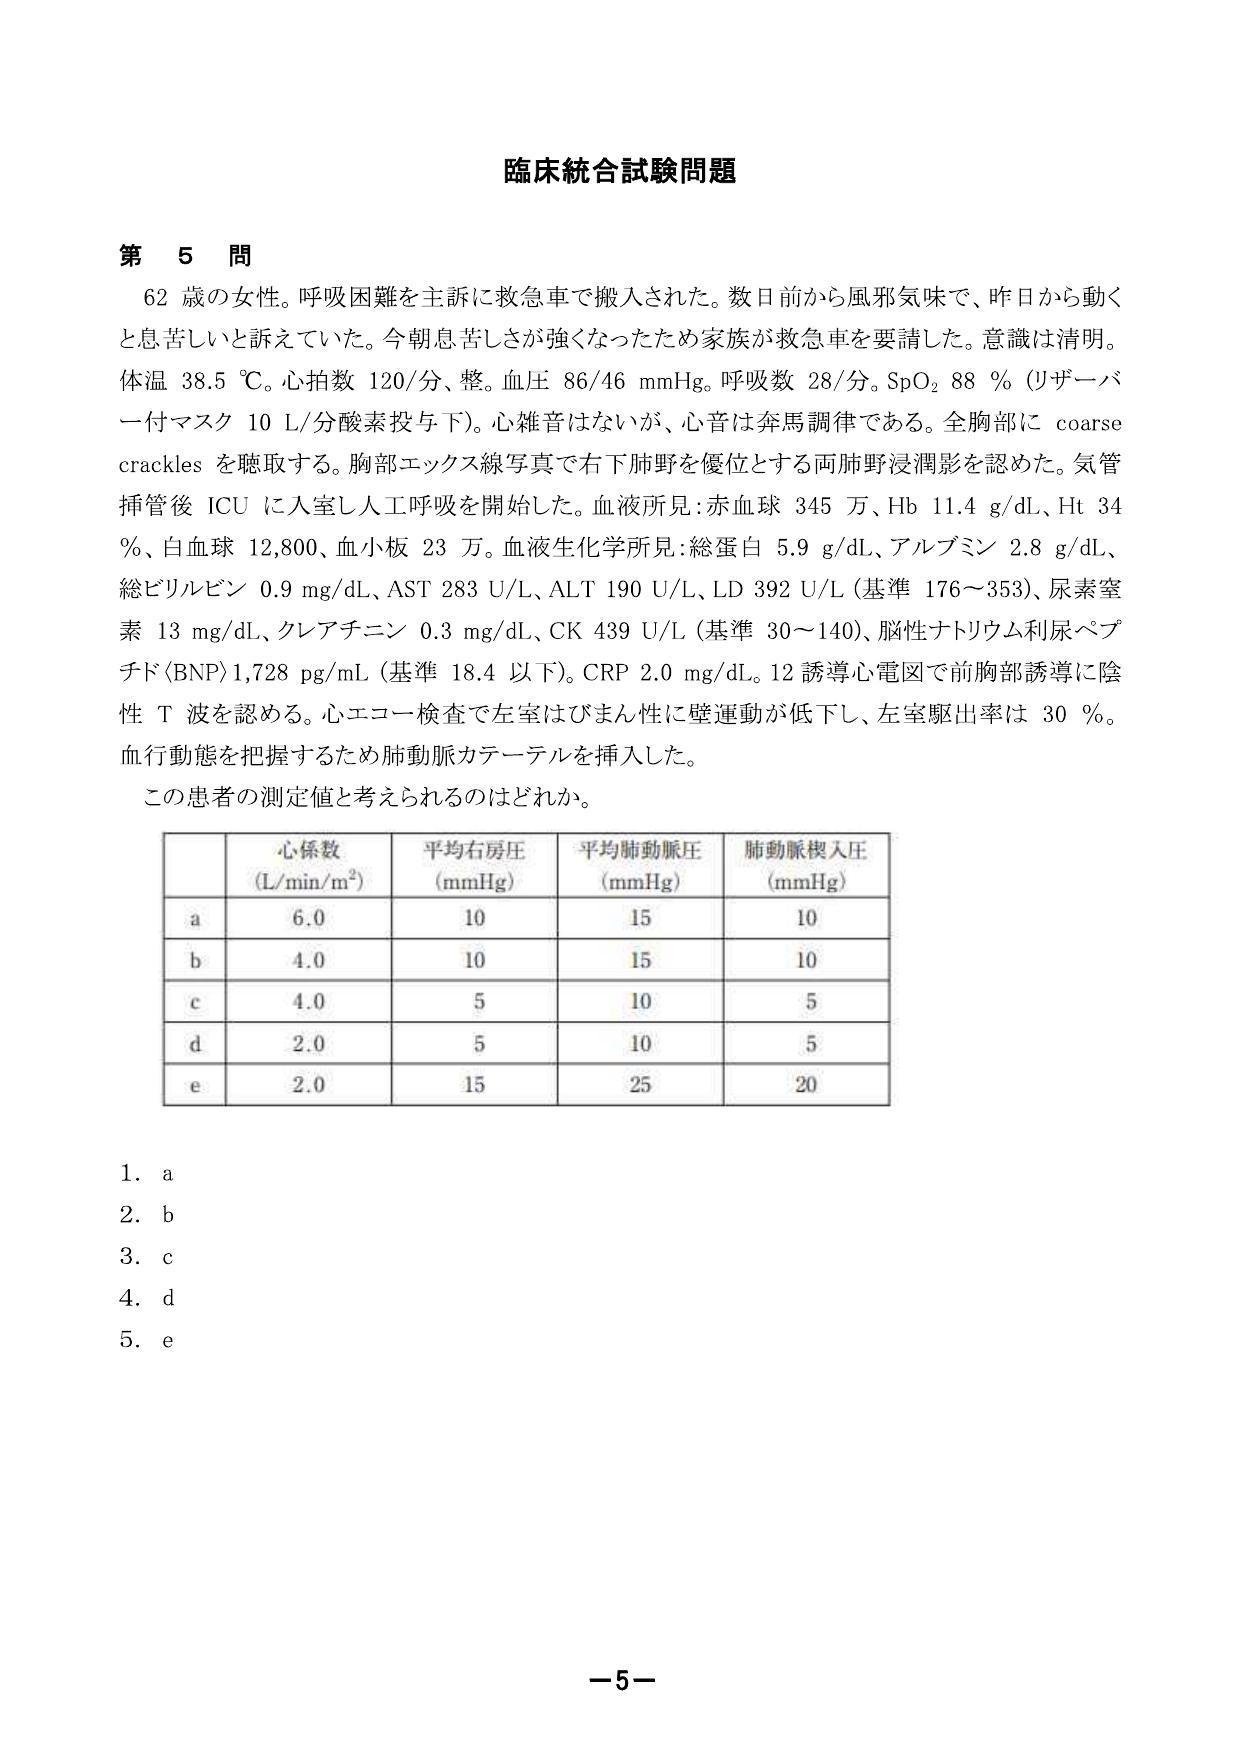 臨床統合試験問題
第 5 問
62 歳の女性。呼吸困難を主訴に救急車で搬入された。数日前から風邪気味で、昨日から動く
と息苦しいと訴えていた。今朝息苦しさが強くなったため家族が救急車を要請した。意識は清明。
体温 38.5 ℃。心拍数 120/分、整。血圧 86/46 mmHg。呼吸数 28/分。SpO₂ 88 % (リザーバ
ー付マスク 10 L/分酸素投与下)。心雑音はないが、心音は奔馬調律である。全胸部に coarse
crackles を聴取する。胸部エックス線写真で右下肺野を優位とする両肺野浸潤影を認めた。気管
挿管後 ICU に入室し人工呼吸を開始した。血液所見:赤血球 345 万、Hb 11.4 g/dL、Ht 34
%、白血球 12,800、血小板 23 万。血液生化学所見:総蛋白 5.9 g/dL、アルブミン 2.8 g/dL、
総ビリルビン 0.9 mg/dL、AST 283 U/L、ALT 190 U/L、LD 392 U/L (基準 176~353)、尿素窒
素 13 mg/dL、クレアチニン 0.3 mg/dL、CK 439 U/L (基準 30~140)、脳性ナトリウム利尿ペプ
チド〈BNP〉1,728 pg/mL (基準 18.4 以下)。CRP 2.0 mg/dL。12 誘導心電図で前胸部誘導に陰
性 T 波を認める。心エコー検査で左室はびまん性に壁運動が低下し、左室駆出率は 30 %。
血行動態を把握するため肺動脈カテーテルを挿入した。
この患者の測定値と考えられるのはどれか。
心係数 平均右房圧 平均肺動脈圧 肺動脈楔入圧
(L/min/m²) (mmHg) (mmHg) (mmHg)
a 6.0 10 15 10
b 4.0 10 15 10
c 4.0 5 10 5
d 2.0 5 10 5
e 2.0 15 25 20
1. a
2. b
3. c
4. d
5. e
―5―